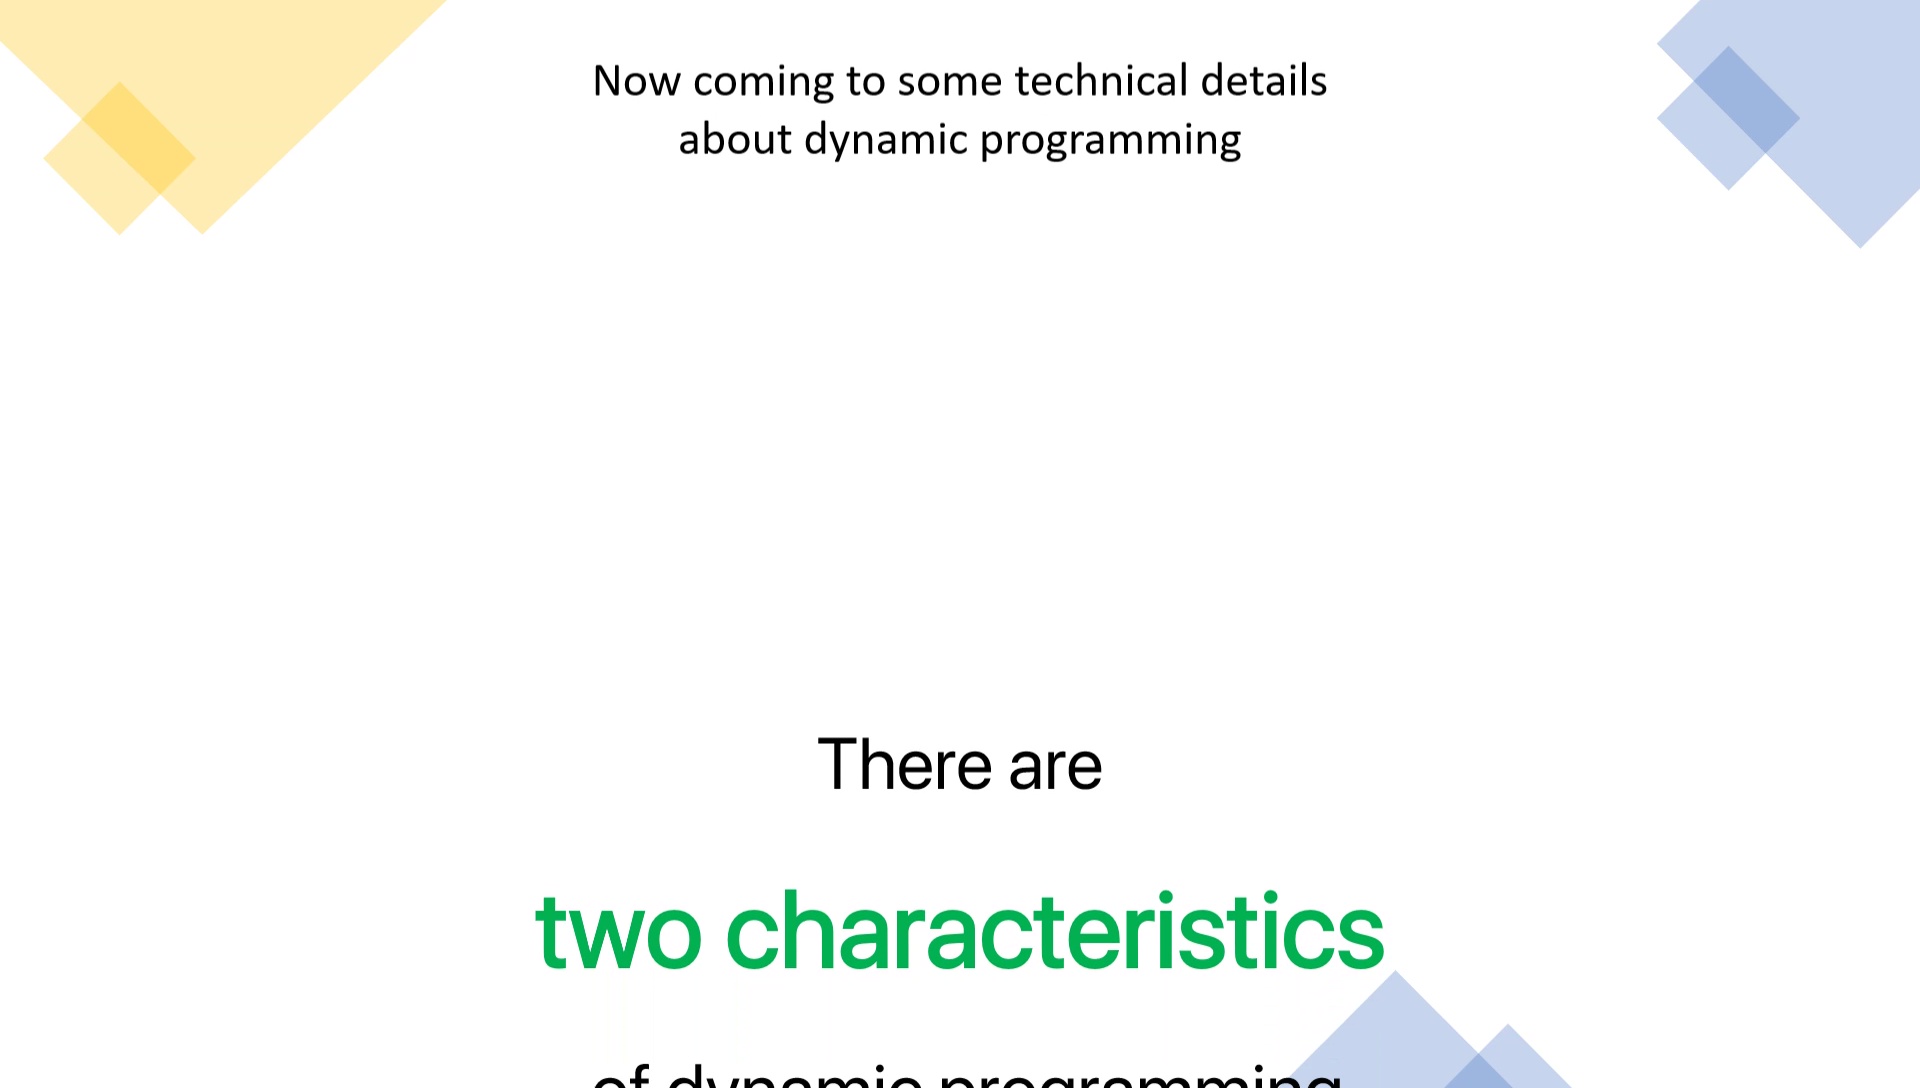 Now coming to some technical details
about dynamic programming
There are
two characteristics
of dynamic programming